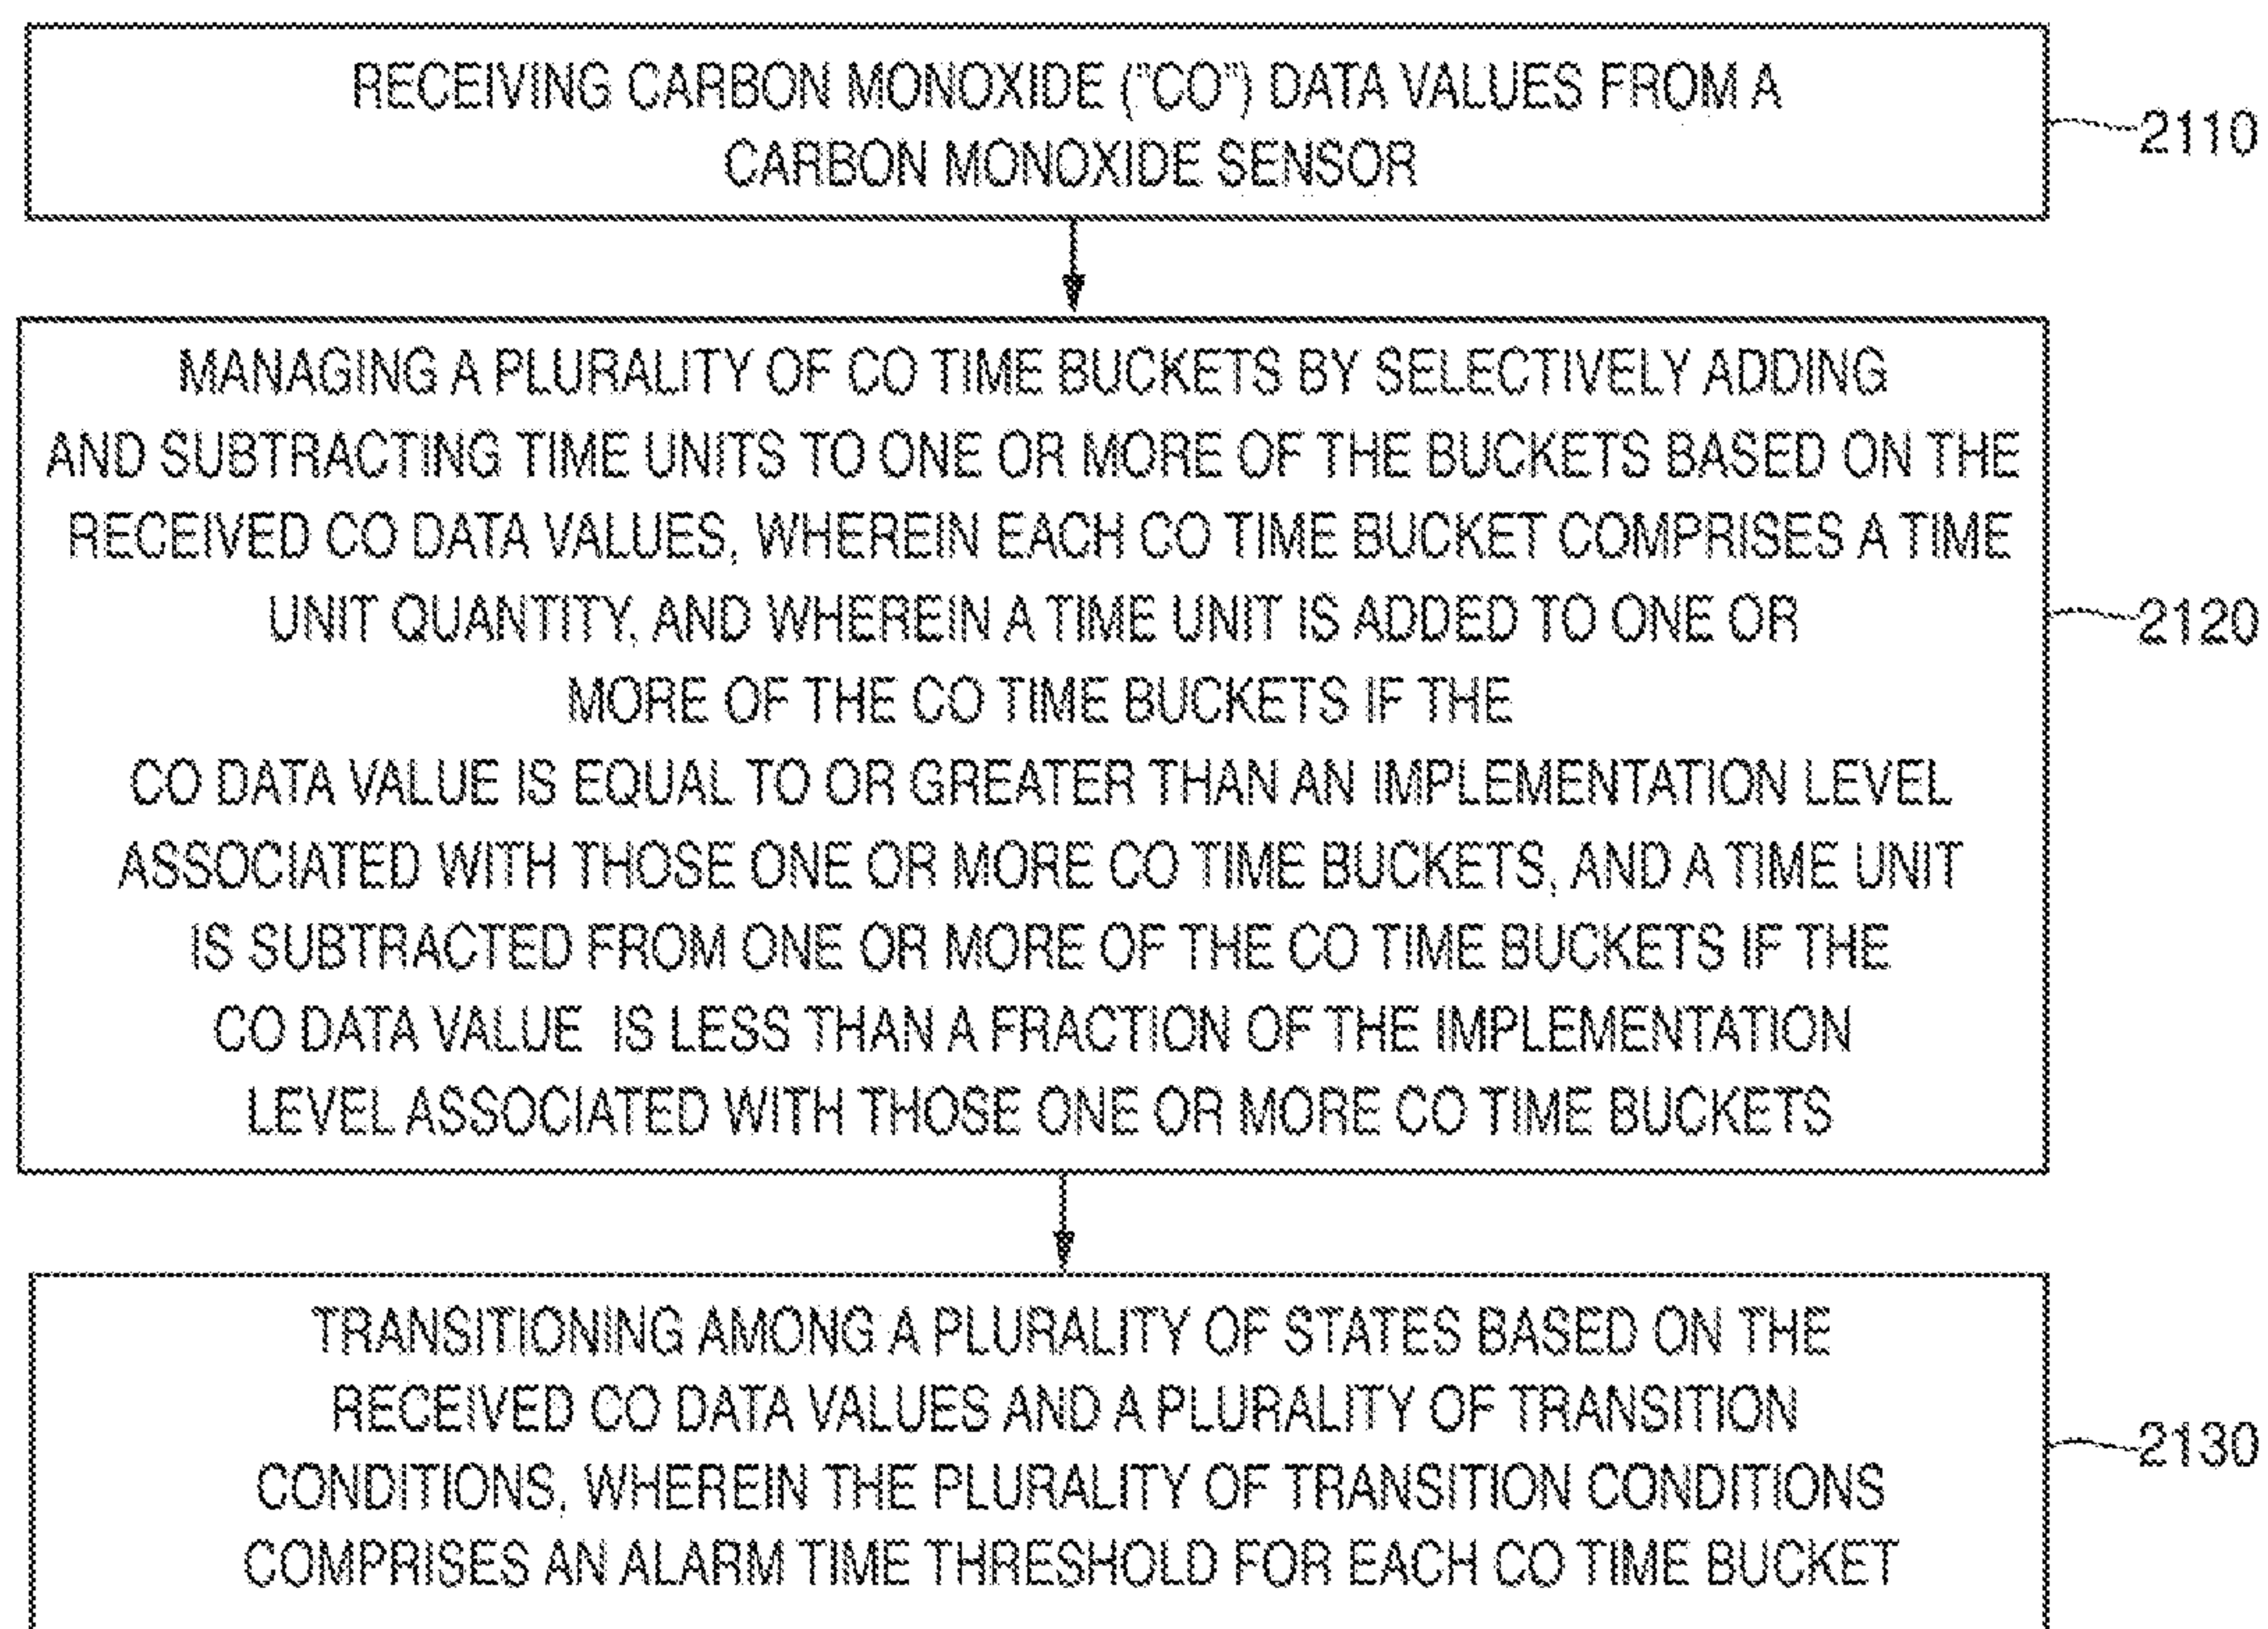 RECEIVING CARBON MONOXIDE ("CO") DATA VALUES FROM A
CARBON MONOXIDE SENSOR
2110
MANAGING A PLURALITY OF CO TIME BUCKETS BY SELECTIVELY ADDING
AND SUBTRACTING TIME UNITS TO ONE OR MORE OF THE BUCKETS BASED ON THE
RECEIVED CO DATA VALUES, WHEREIN EACH CO TIME BUCKET COMPRISES A TIME
UNIT QUANTITY, AND WHEREIN A TIME UNIT IS ADDED TO ONE OR
MORE OF THE CO TIME BUCKETS IF THE
CO DATA VALUE IS EQUAL TO OR GREATER THAN AN IMPLEMENTATION LEVEL
ASSOCIATED WITH THOSE ONE OR MORE CO TIME BUCKETS, AND A TIME UNIT
IS SUBTRACTED FROM ONE OR MORE OF THE CO TIME BUCKETS IF THE
CO DATA VALUE IS LESS THAN A FRACTION OF THE IMPLEMENTATION
LEVEL ASSOCIATED WITH THOSE ONE OR MORE CO TIME BUCKETS
2120
TRANSITIONING AMONG A PLURALITY OF STATES BASED ON THE
RECEIVED CO DATA VALUES AND A PLURALITY OF TRANSITION
CONDITIONS, WHEREIN THE PLURALITY OF TRANSITION CONDITIONS
COMPRISES AN ALARM TIME THRESHOLD FOR EACH CO TIME BUCKET
2130